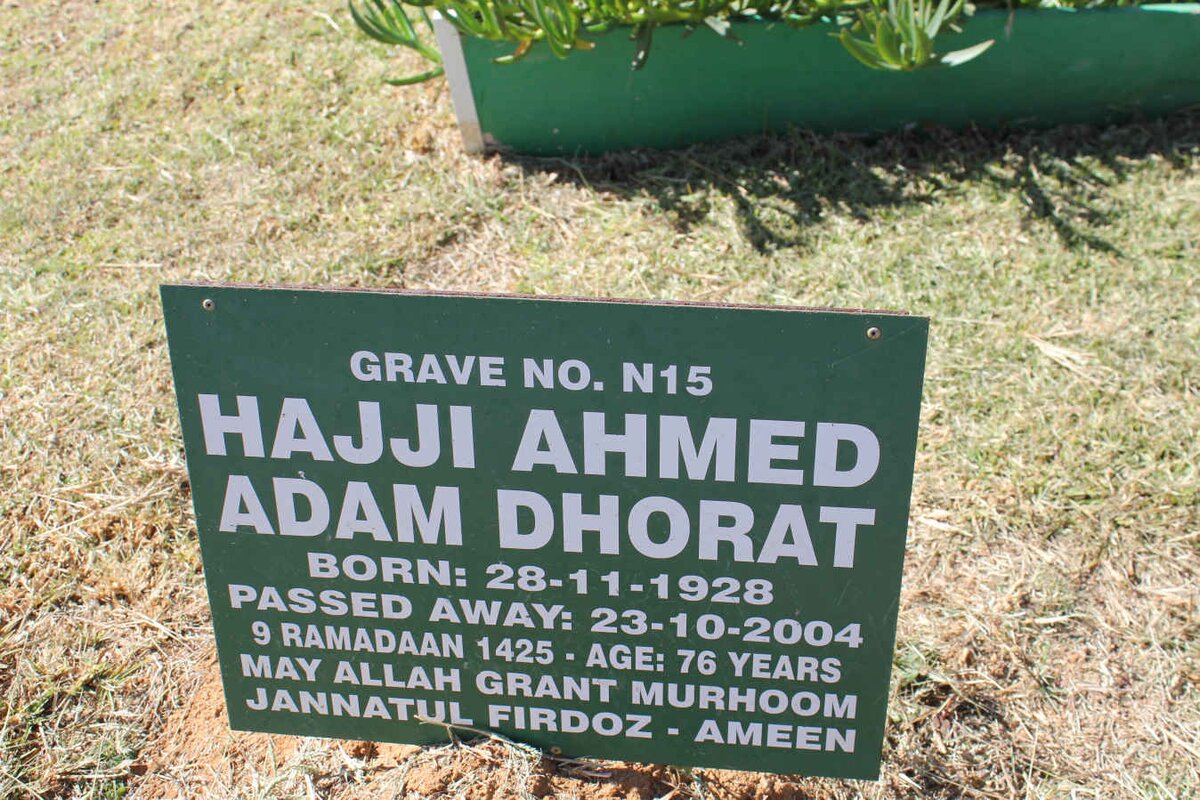 GRAVE NO. N15
HAJJI AHMED
ADAM DHORAT
BORN: 28-11-1928
PASSED AWAY: 23-10-2004
9 RAMADAAN 1425 - AGE: 76 YEARS
MAY ALLAH GRANT MURHOOM
JANNATUL FIRDOZ - AMEEN